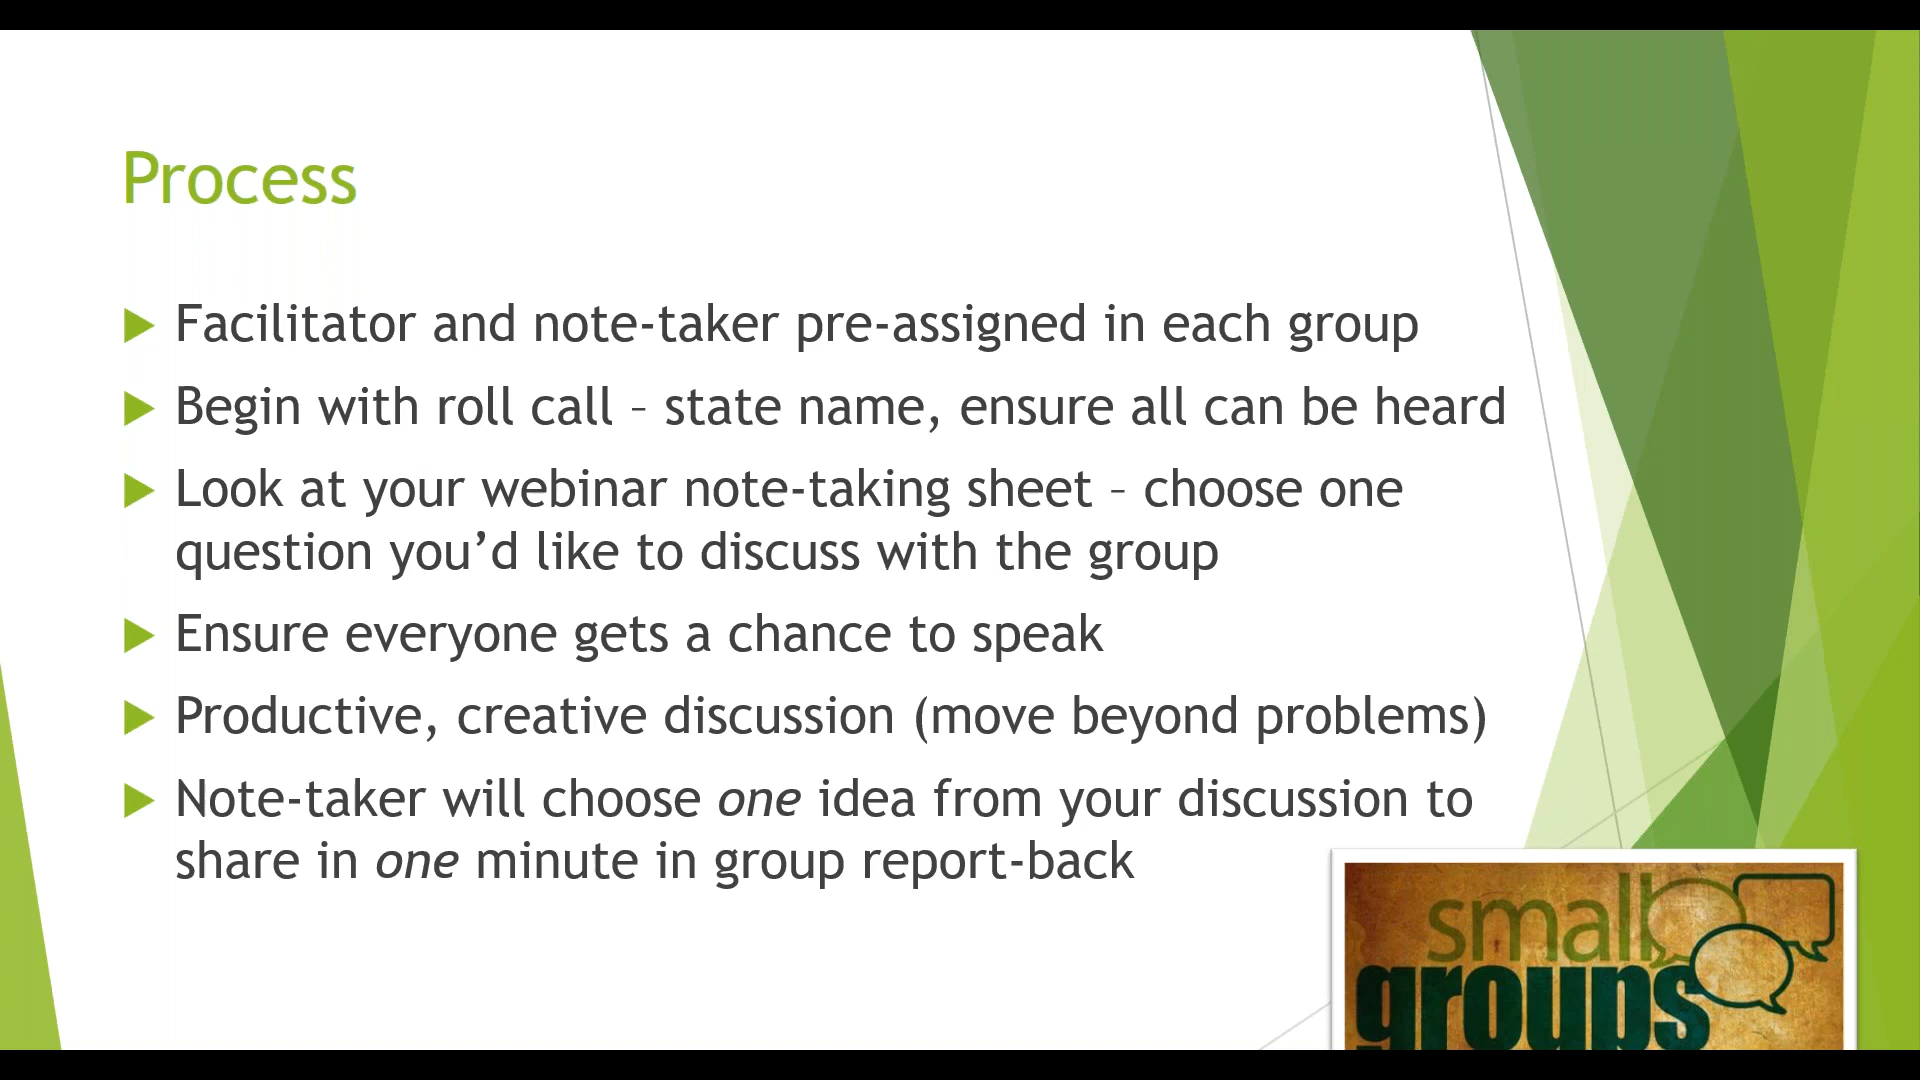 Process
Facilitator and note-taker pre-assigned in each group
Begin with roll call – state name, ensure all can be heard
Look at your webinar note-taking sheet – choose one
question you’d like to discuss with the group
Ensure everyone gets a chance to speak
Productive, creative discussion (move beyond problems)
Note-taker will choose one idea from your discussion to
share in one minute in group report-back
small
groups